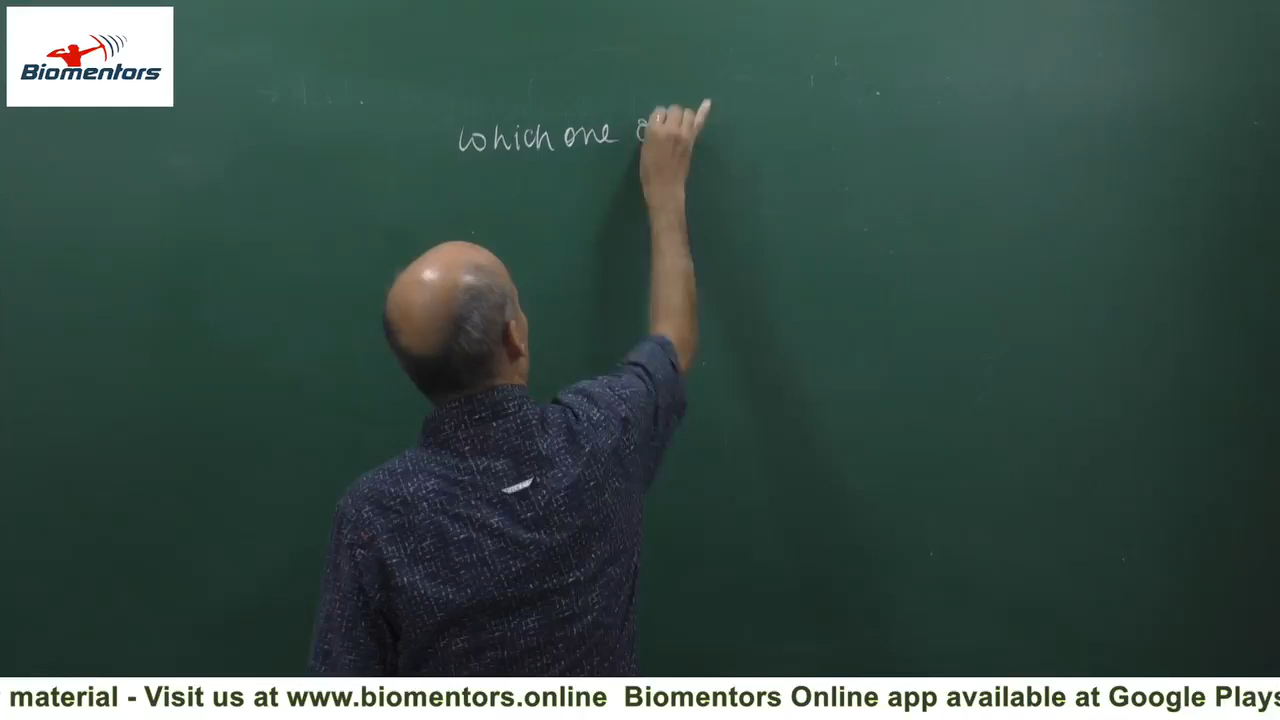 Biomentors
which one
material - Visit us at www.biomentors.online Biomentors Online app available at Google Plays